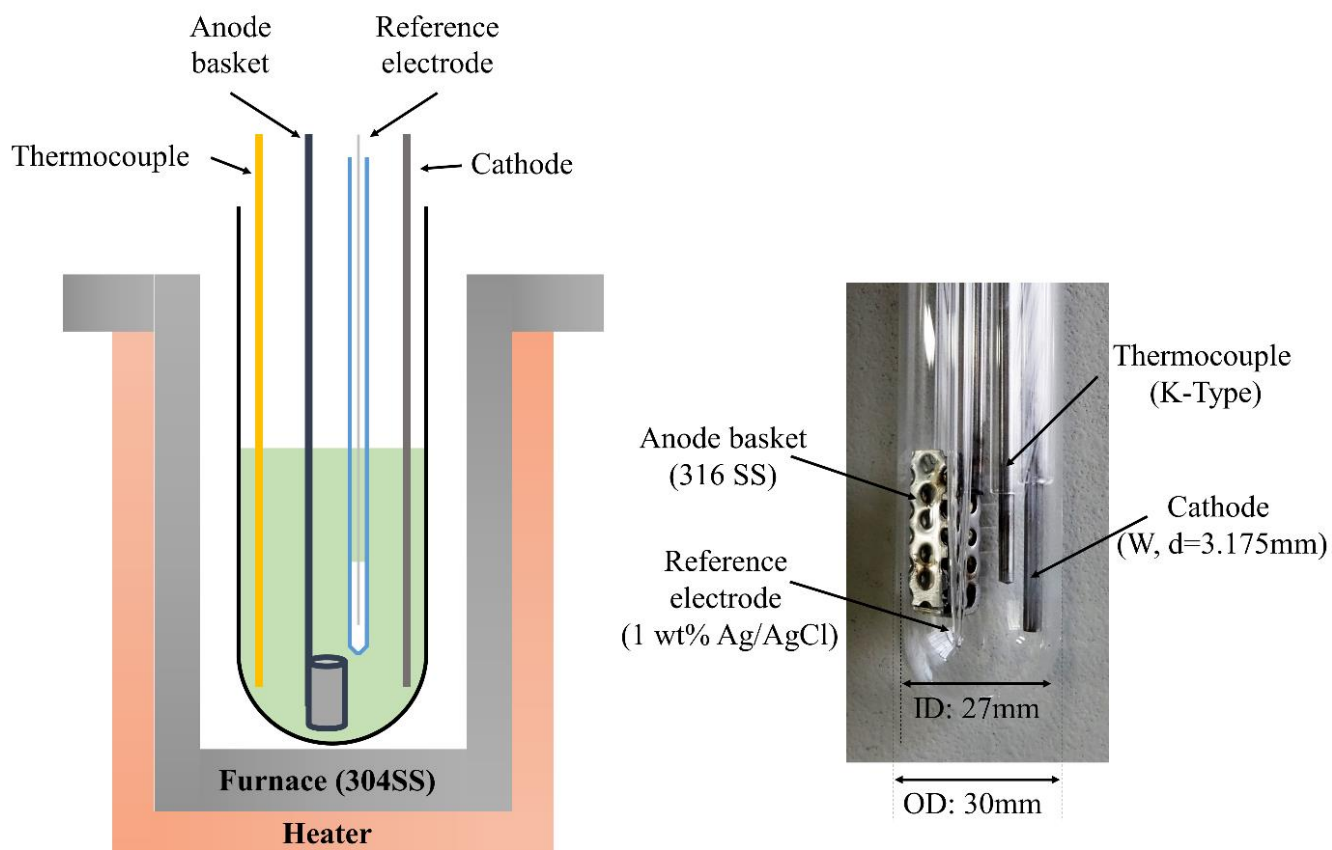 Anode
basket
Reference
electrode
Thermocouple
Cathode
Furnace (304SS)
Heater
Thermocouple
(K-Type)
Anode basket
(316 SS)
Cathode
(W, d=3.175mm)
Reference
electrode
(1 wt% Ag/AgCl)
ID: 27mm
OD: 30mm